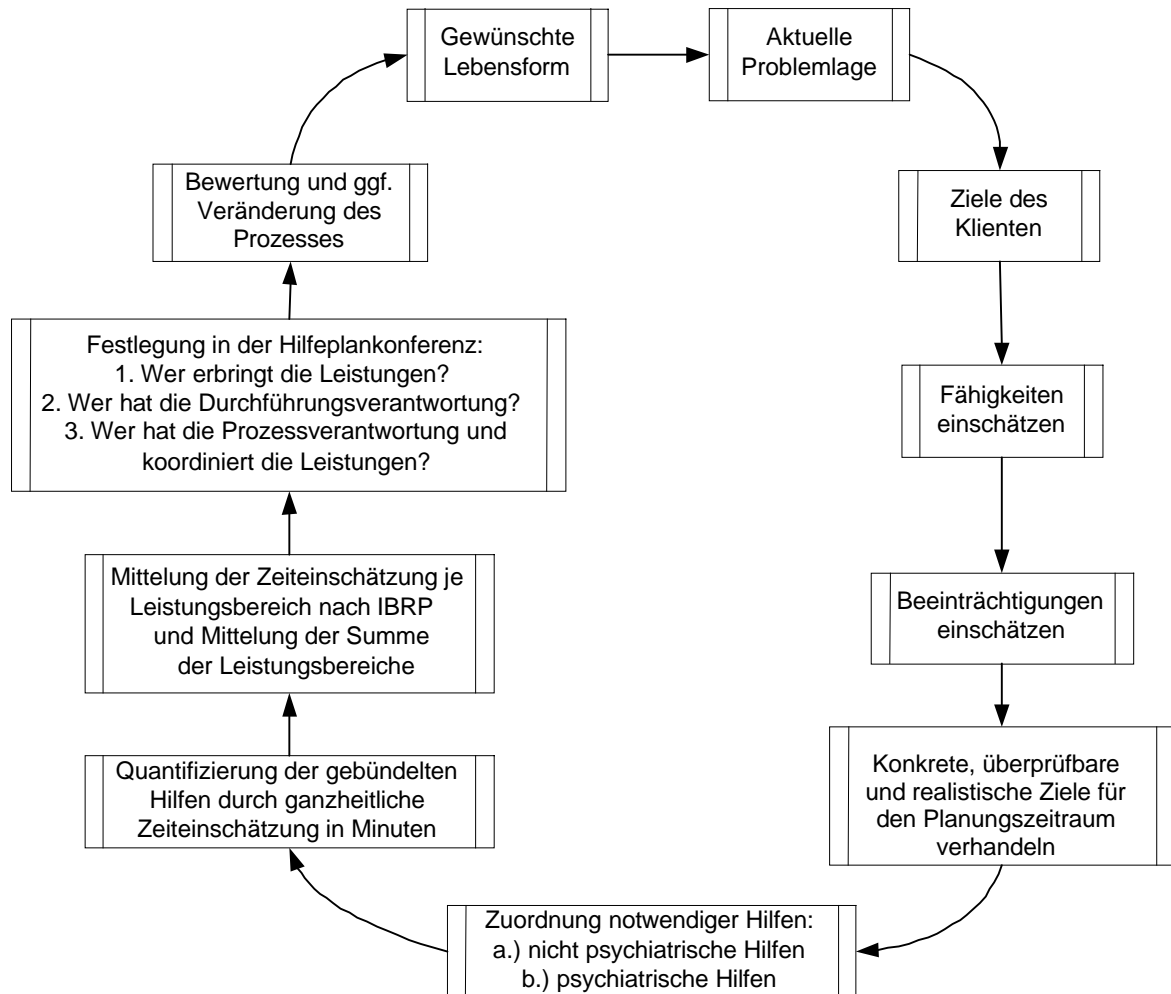 Gewünschte
Lebensform
Aktuelle
Problemlage
Ziele des
Klienten
Fähigkeiten
einschätzen
Beeinträchtigungen
einschätzen
Konkrete, überprüfbare
und realistische Ziele für
den Planungszeitraum
verhandeln
Zuordnung notwendiger Hilfen:
a.) nicht psychiatrische Hilfen
b.) psychiatrische Hilfen
Quantifizierung der gebündelten
Hilfen durch ganzheitliche
Zeiteinschätzung in Minuten
Mittelung der Zeiteinschätzung je
Leistungsbereich nach IBRP
und Mittelung der Summe
der Leistungsbereiche
Festlegung in der Hilfeplankonferenz:
1. Wer erbringt die Leistungen?
2. Wer hat die Durchführungsverantwortung?
3. Wer hat die Prozessverantwortung und
koordiniert die Leistungen?
Bewertung und ggf.
Veränderung des
Prozesses